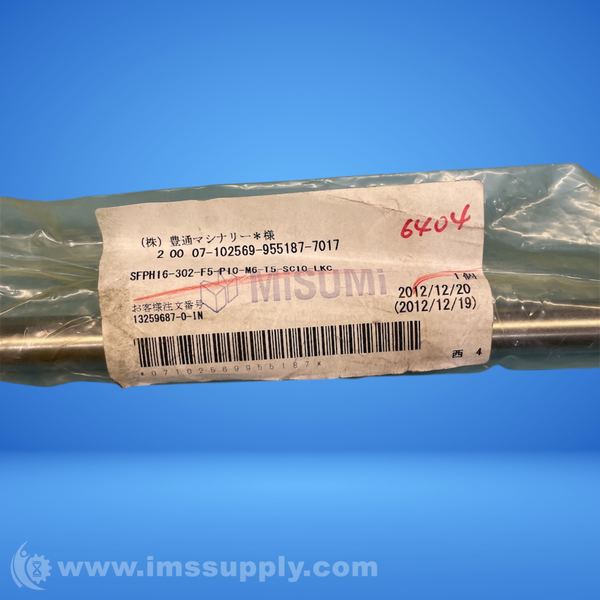 (株) 豊通マシナリー*様
2 00 07-102569-955187-7017
6404
SFPH16-302-F5-P10-M6-T5-SC10-LKC
MISUMI
1 個
お客様注文番号
2012/12/20
13259687-0-1N
(2012/12/19)
*07102569955187*
西 4
www.imssupply.com